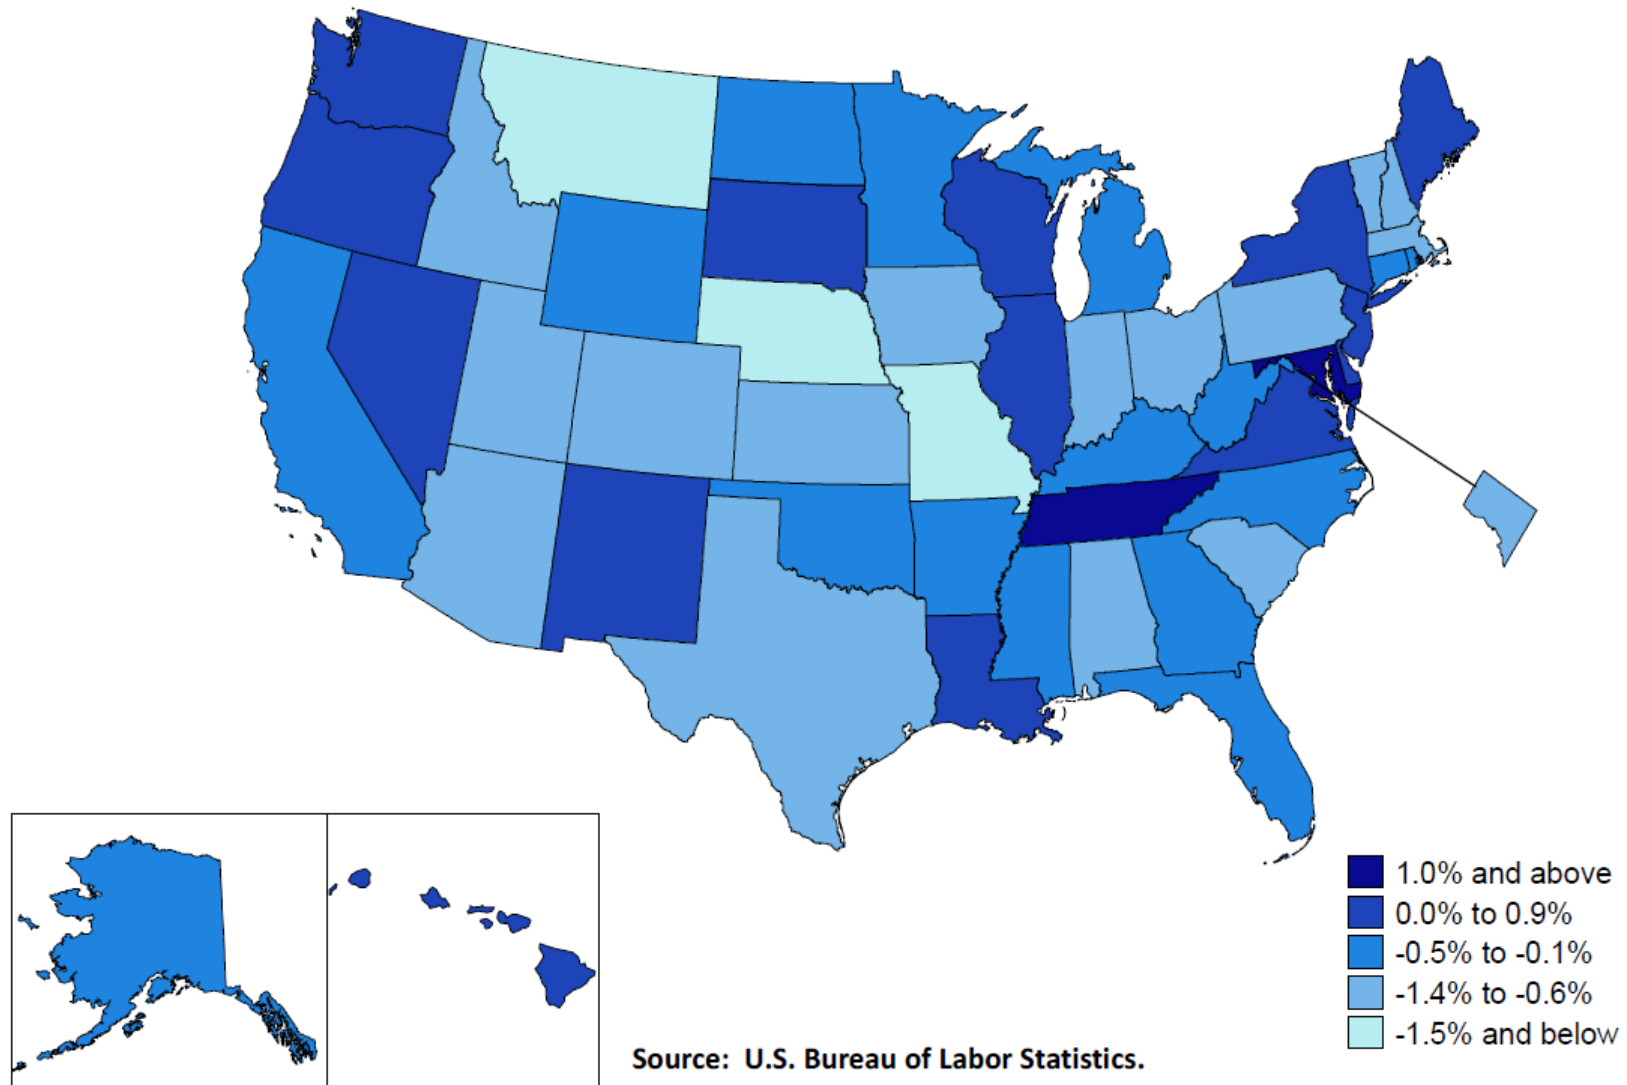 1.0% and above
0.0% to 0.9%
-0.5% to -0.1%
-1.4% to -0.6%
-1.5% and below
Source: U.S. Bureau of Labor Statistics.